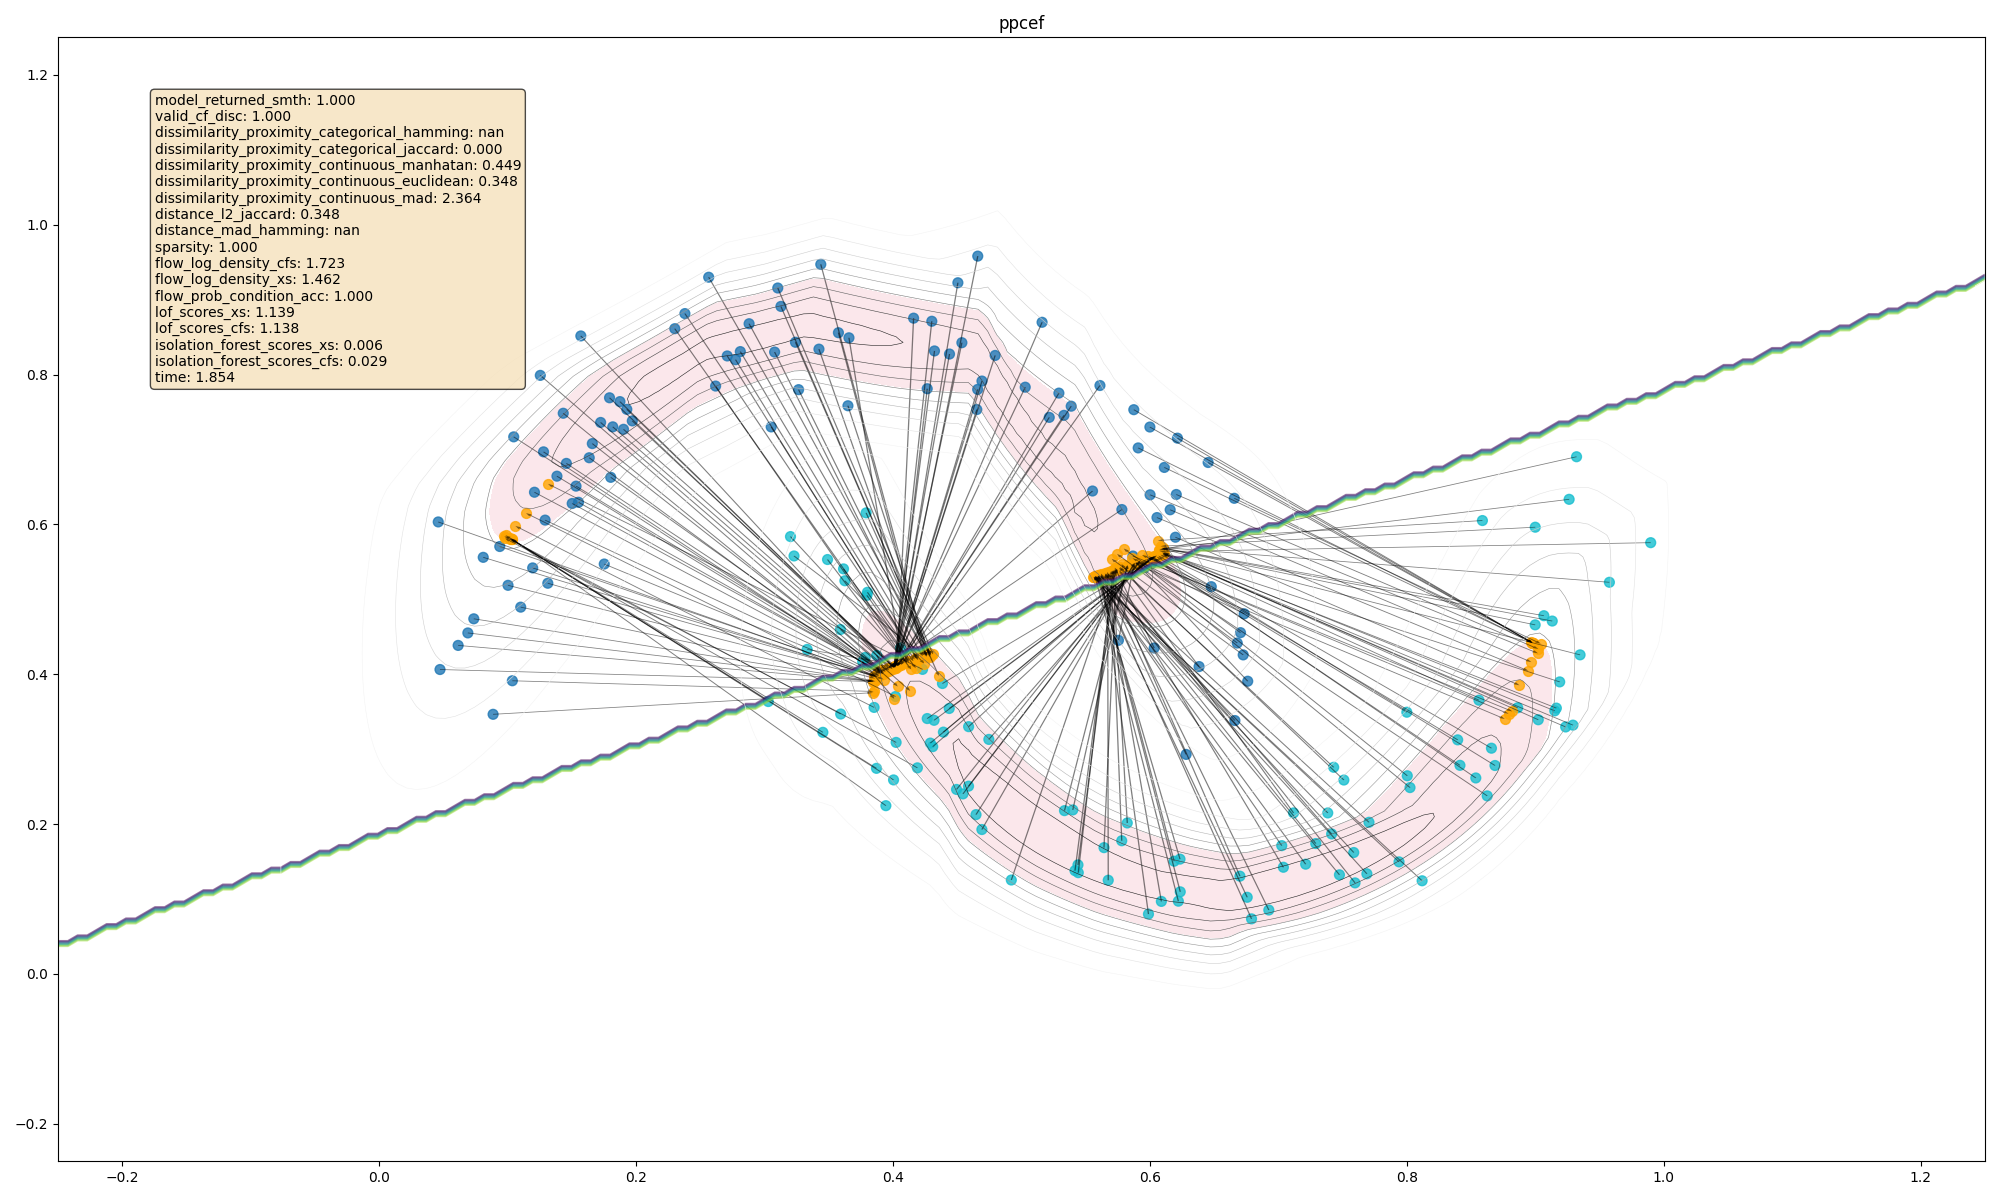 ppcef
model_returned_smth: 1.000
valid_cf_disc: 1.000
dissimilarity_proximity_categorical_hamming: nan
dissimilarity_proximity_categorical_jaccard: 0.000
dissimilarity_proximity_continuous_manhatan: 0.449
dissimilarity_proximity_continuous_euclidean: 0.348
dissimilarity_proximity_continuous_mad: 2.364
distance_l2_jaccard: 0.348
distance_mad_hamming: nan
sparsity: 1.000
flow_log_density_cfs: 1.723
flow_log_density_xs: 1.462
flow_prob_condition_acc: 1.000
lof_scores_xs: 1.139
lof_scores_cfs: 1.138
isolation_forest_scores_xs: 0.006
isolation_forest_scores_cfs: 0.029
time: 1.854
1.2
1.0
0.8
0.6
0.4
0.2
0.0
−0.2
−0.2 0.0 0.2 0.4 0.6 0.8 1.0 1.2